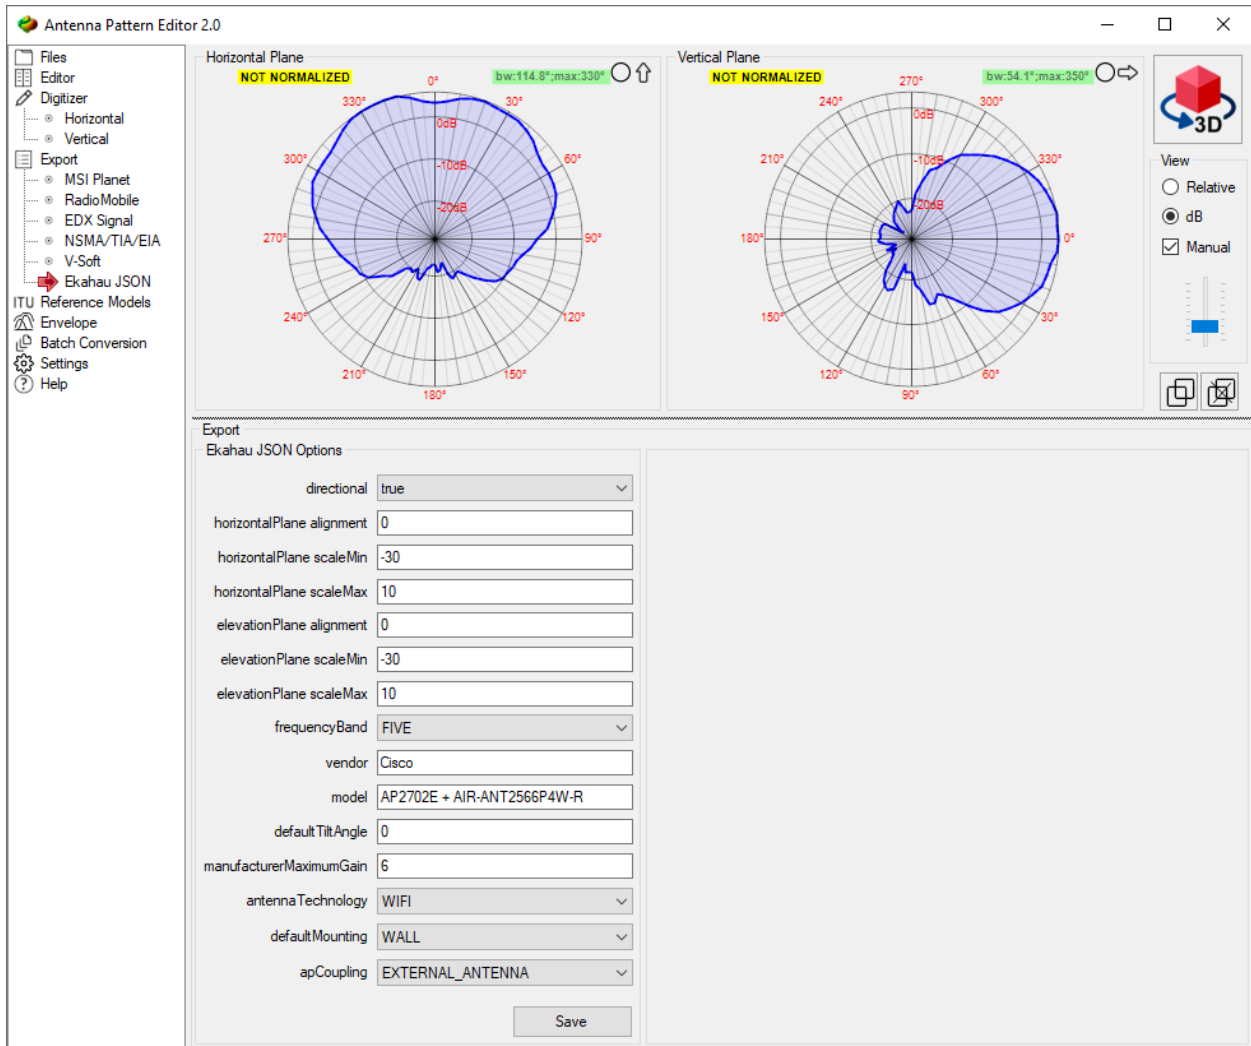 Antenna Pattern Editor 2.0
Files
Editor
Digitizer
Horizontal
Vertical
Export
MSI Planet
RadioMobile
EDX Signal
NSMA/TIA/EIA
V-Soft
Ekahau JSON
ITU Reference Models
Envelope
Batch Conversion
Settings
Help
Horizontal Plane
NOT NORMALIZED
bw:114.8°;max:330°
0°
30°
60°
90°
120°
150°
180°
210°
240°
270°
300°
330°
0dB
-10dB
-20dB
Vertical Plane
NOT NORMALIZED
bw:54.1°;max:350°
270°
300°
330°
0°
30°
60°
90°
120°
150°
180°
210°
240°
0dB
-10dB
-20dB
3D
View
Relative
dB
Manual
Export
Ekahau JSON Options
directional true
horizontalPlane alignment 0
horizontalPlane scaleMin -30
horizontalPlane scaleMax 10
elevationPlane alignment 0
elevationPlane scaleMin -30
elevationPlane scaleMax 10
frequencyBand FIVE
vendor Cisco
model AP2702E + AIR-ANT2566P4W-R
defaultTiltAngle 0
manufacturerMaximumGain 6
antennaTechnology WIFI
defaultMounting WALL
apCoupling EXTERNAL_ANTENNA
Save